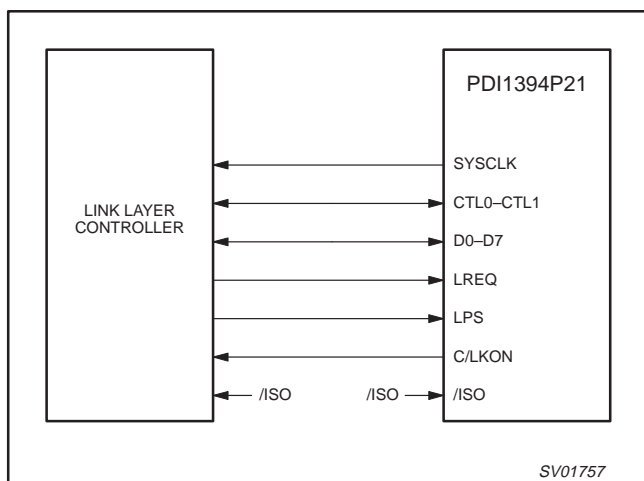 PDI1394P21
SYSCLK
LINK LAYER
CONTROLLER
CTL0–CTL1
D0–D7
LREQ
LPS
C/LKON
/ISO /ISO /ISO
SV01757